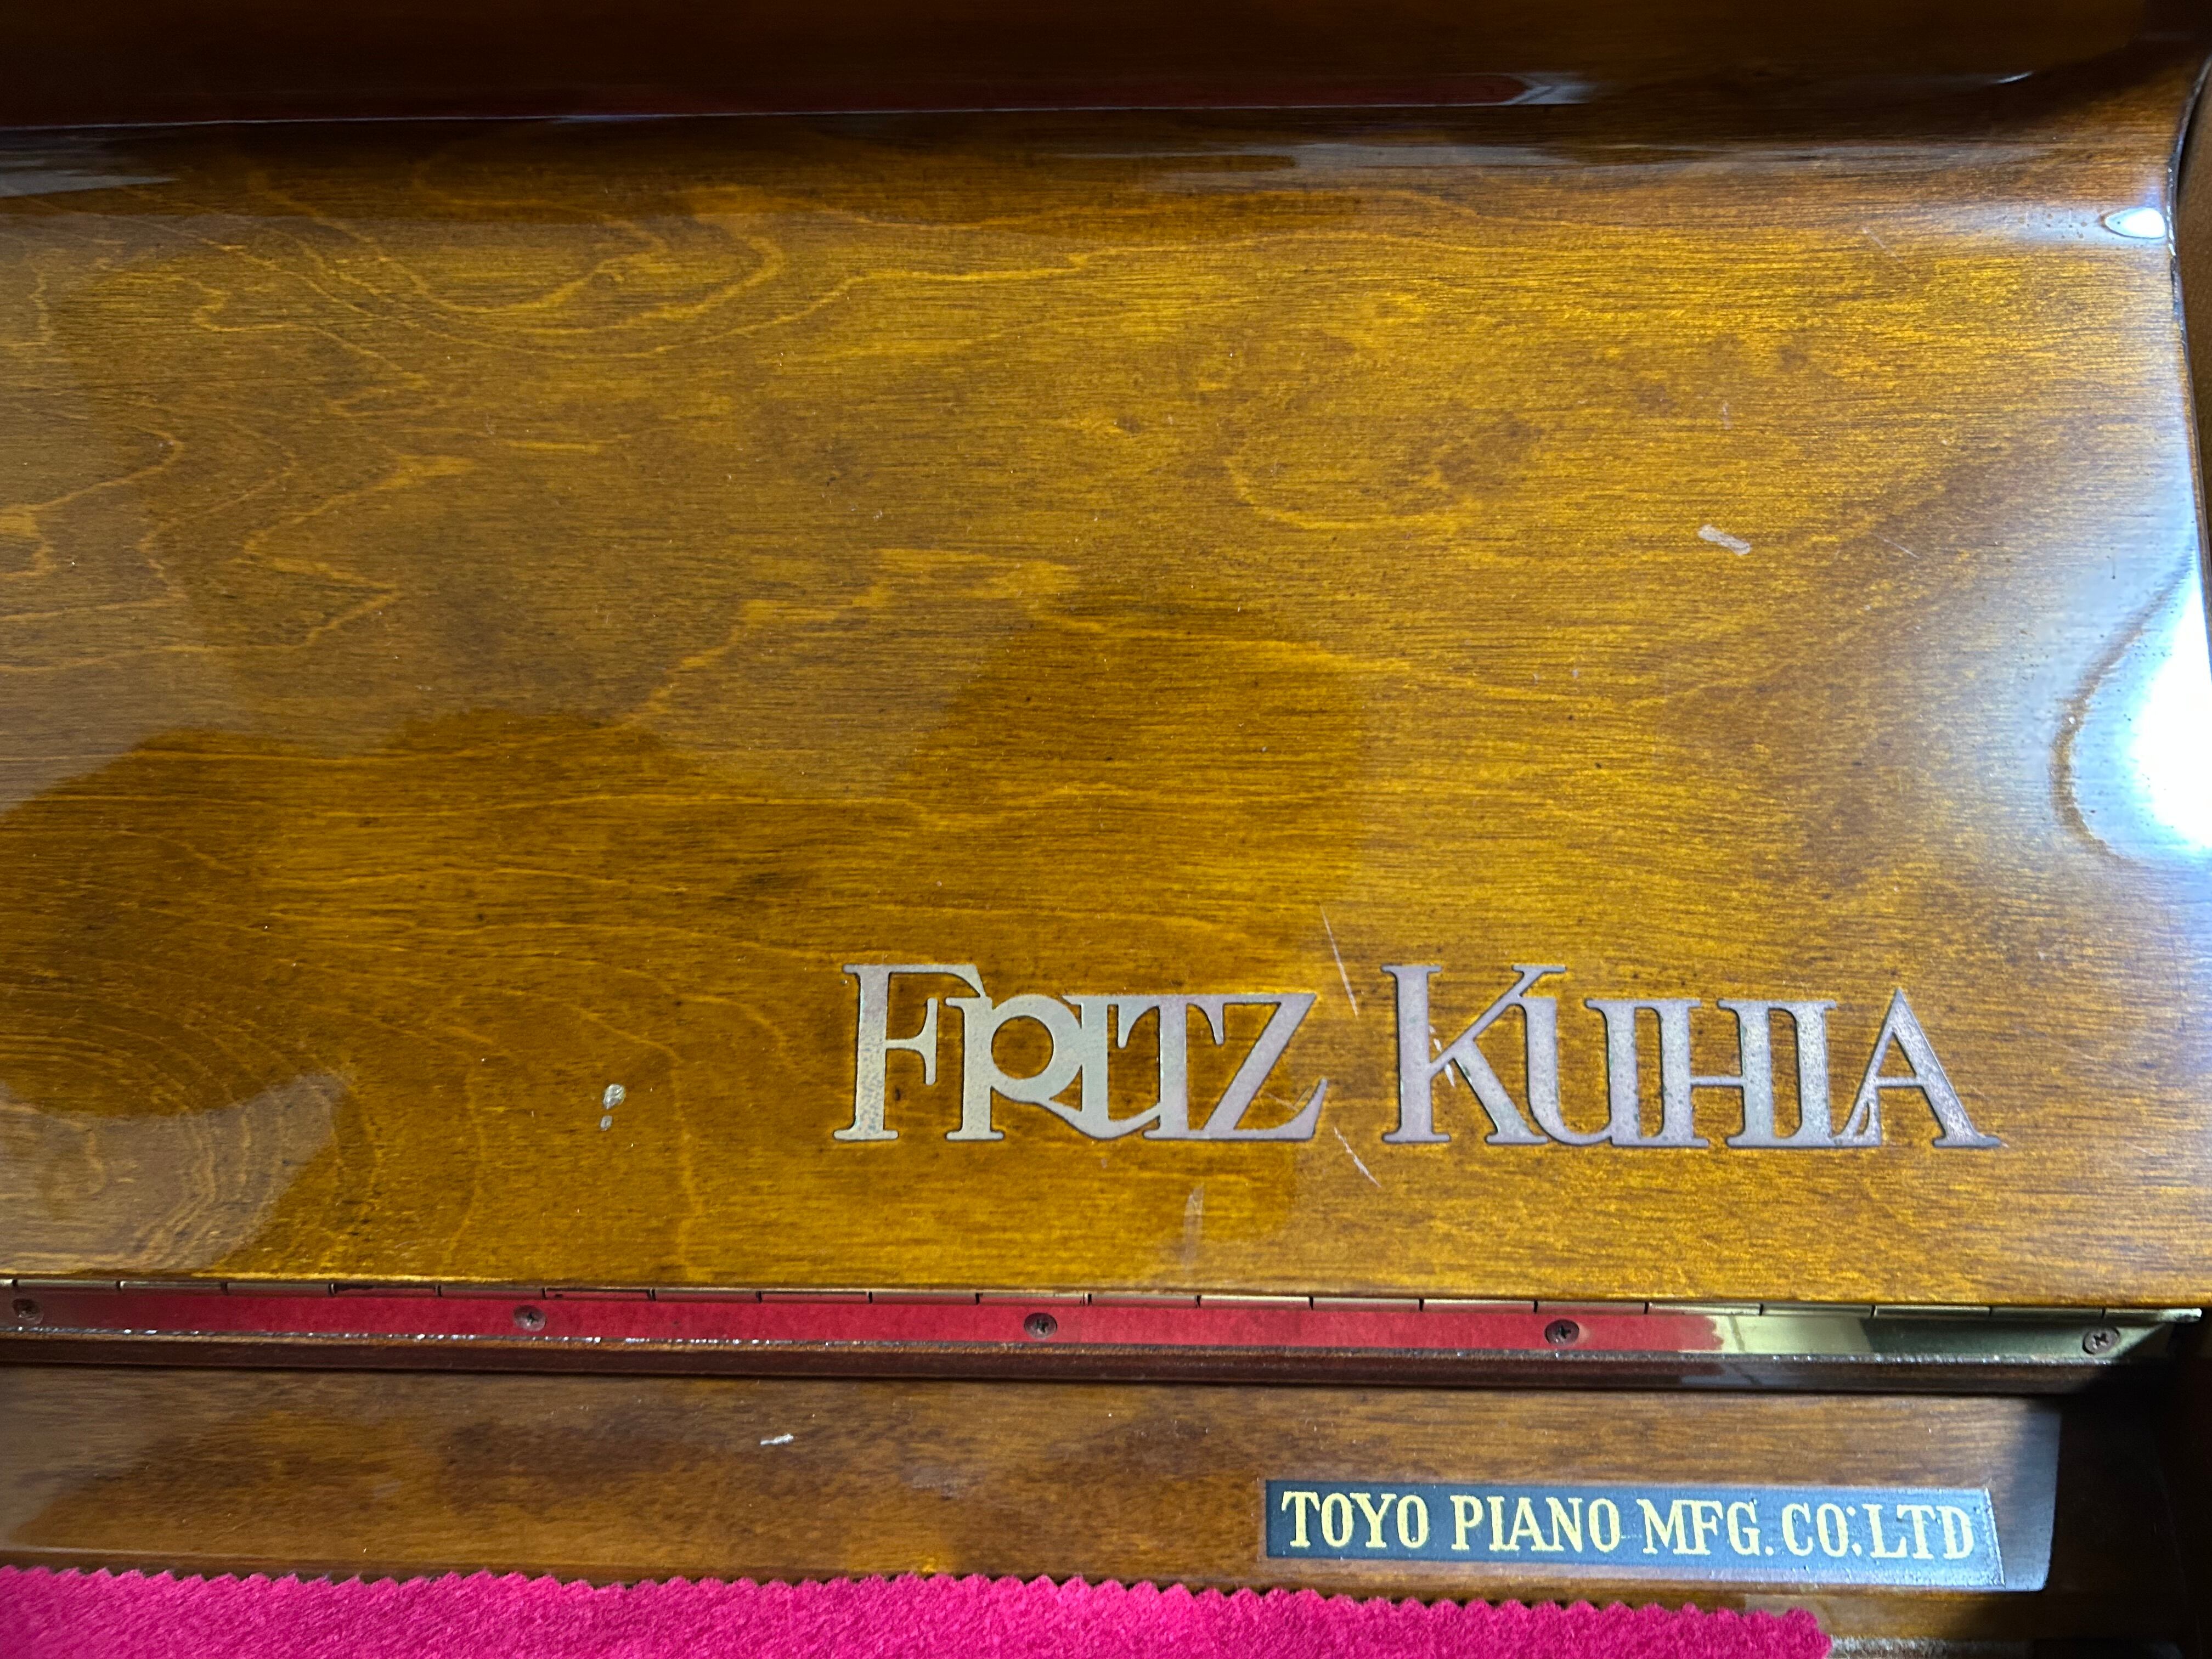 FRITZ KUHLA
TOYO PIANO MFG. CO:LTD